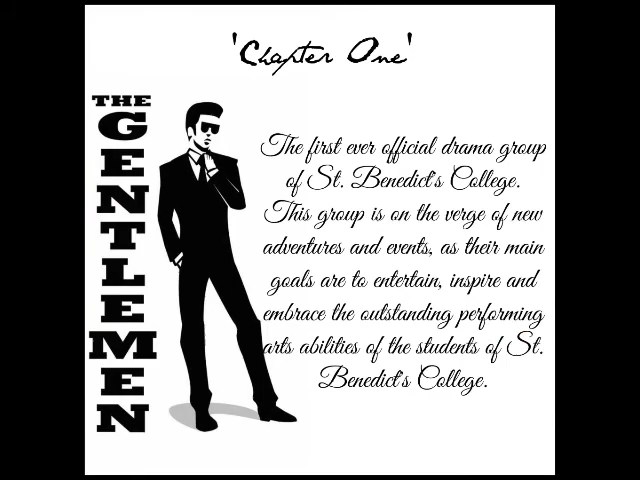 'Chapter One'
THE
GENTLEMEN
The first ever official drama group
of St. Benedict's College.
This group is on the verge of new
adventures and events, as their main
goals are to entertain, inspire and
embrace the outstanding performing
arts abilities of the students of St.
Benedict's College.